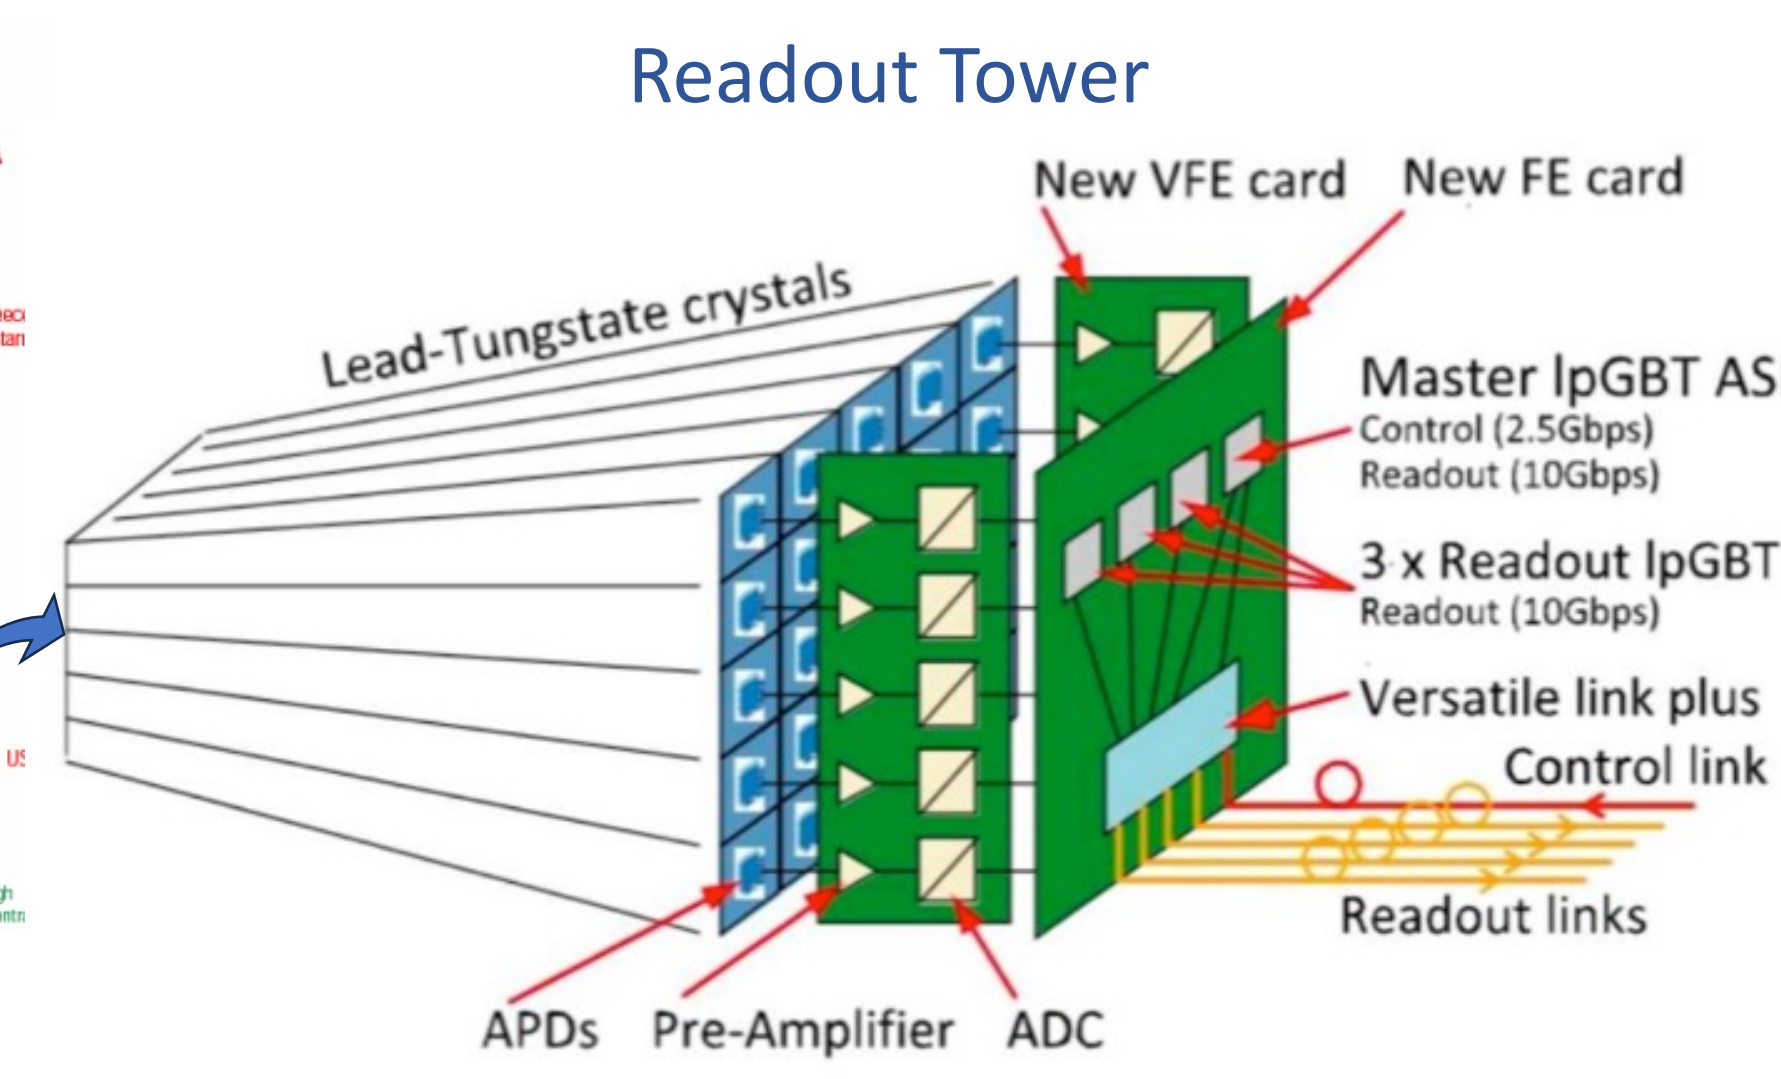 Readout Tower
New VFE card
New FE card
Lead-Tungstate crystals
Master lpGBT AS
Control (2.5Gbps)
Readout (10Gbps)
3 x Readout lpGBT
Readout (10Gbps)
Versatile link plus
Control link
US
Readout links
APDs
Pre-Amplifier
ADC